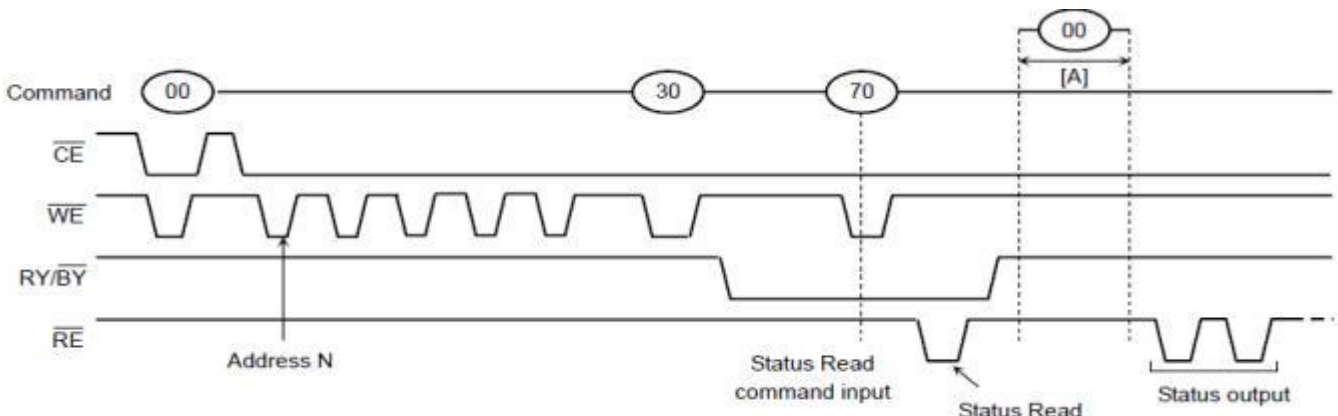 00
[A]
Command 00 30 70
CE
WE
RY/BY
RE
Address N
Status Read
command input
Status Read
Status output